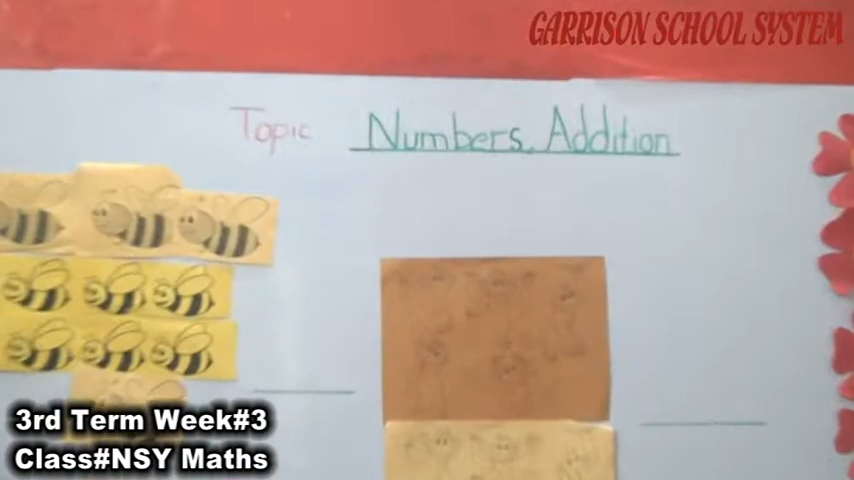 GARRISON SCHOOL SYSTEM
Topic Numbers, Addition
3rd Term Week#3
Class#NSY Maths